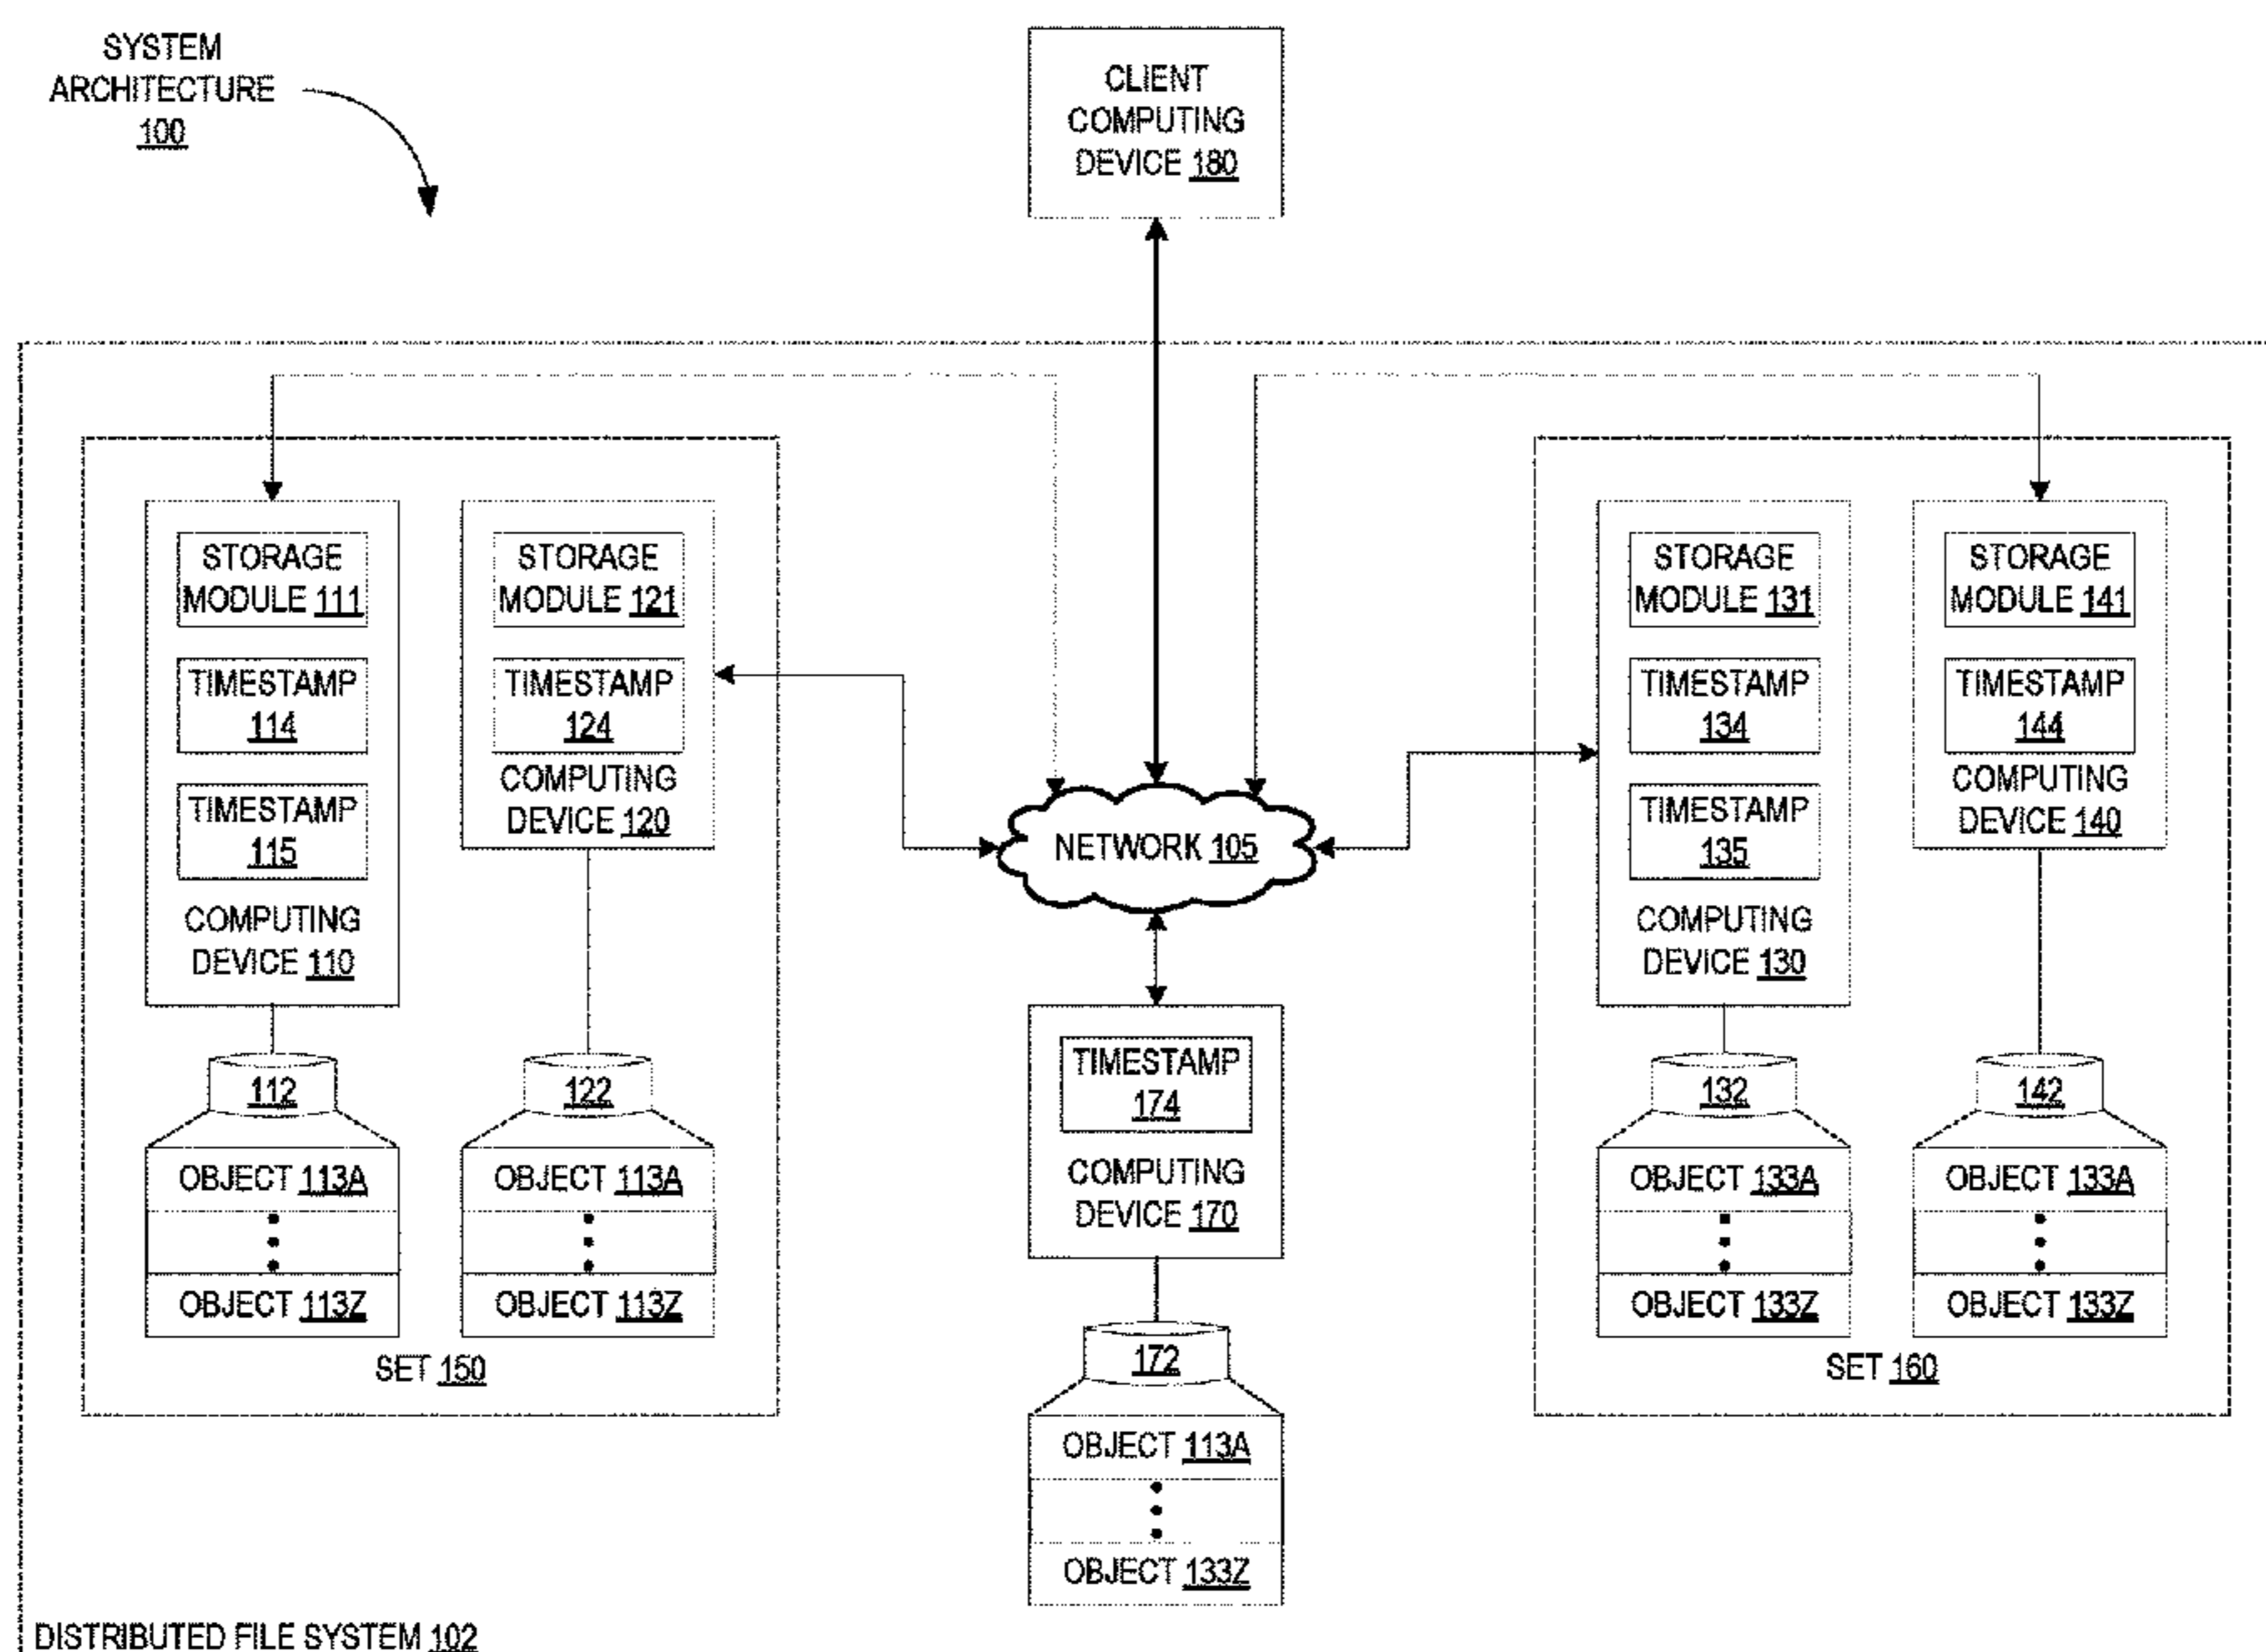 SYSTEM
ARCHITECTURE
100
CLIENT
COMPUTING
DEVICE 180
STORAGE
MODULE 111
TIMESTAMP
114
TIMESTAMP
115
COMPUTING
DEVICE 110
112
OBJECT 113A
OBJECT 113Z
STORAGE
MODULE 121
TIMESTAMP
124
COMPUTING
DEVICE 120
122
OBJECT 113A
OBJECT 113Z
SET 150
NETWORK 105
TIMESTAMP
174
COMPUTING
DEVICE 170
172
OBJECT 113A
OBJECT 133Z
STORAGE
MODULE 131
TIMESTAMP
134
TIMESTAMP
135
COMPUTING
DEVICE 130
132
OBJECT 133A
OBJECT 133Z
STORAGE
MODULE 141
TIMESTAMP
144
COMPUTING
DEVICE 140
142
OBJECT 133A
OBJECT 133Z
SET 160
DISTRIBUTED FILE SYSTEM 102